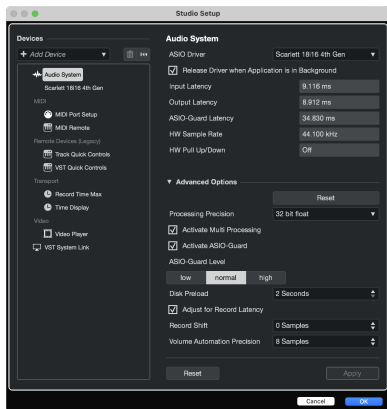 Studio Setup
Devices
Add Device
Audio System
Scarlett 18i16 4th Gen
MIDI
MIDI Port Setup
MIDI Remote
Remote Devices (Legacy)
Track Quick Controls
VST Quick Controls
Transport
Record Time Max
Time Display
Video
Video Player
VST System Link
Audio System
ASIO Driver Scarlett 18i16 4th Gen
Release Driver when Application is in Background
Input Latency 9.116 ms
Output Latency 8.912 ms
ASIO-Guard Latency 34.830 ms
HW Sample Rate 44.100 kHz
HW Pull Up/Down Off
Advanced Options
Reset
Processing Precision 32 bit float
Activate Multi Processing
Activate ASIO-Guard
ASIO-Guard Level
low normal high
Disk Preload 2 Seconds
Adjust for Record Latency
Record Shift 0 Samples
Volume Automation Precision 8 Samples
Reset Apply
Cancel OK